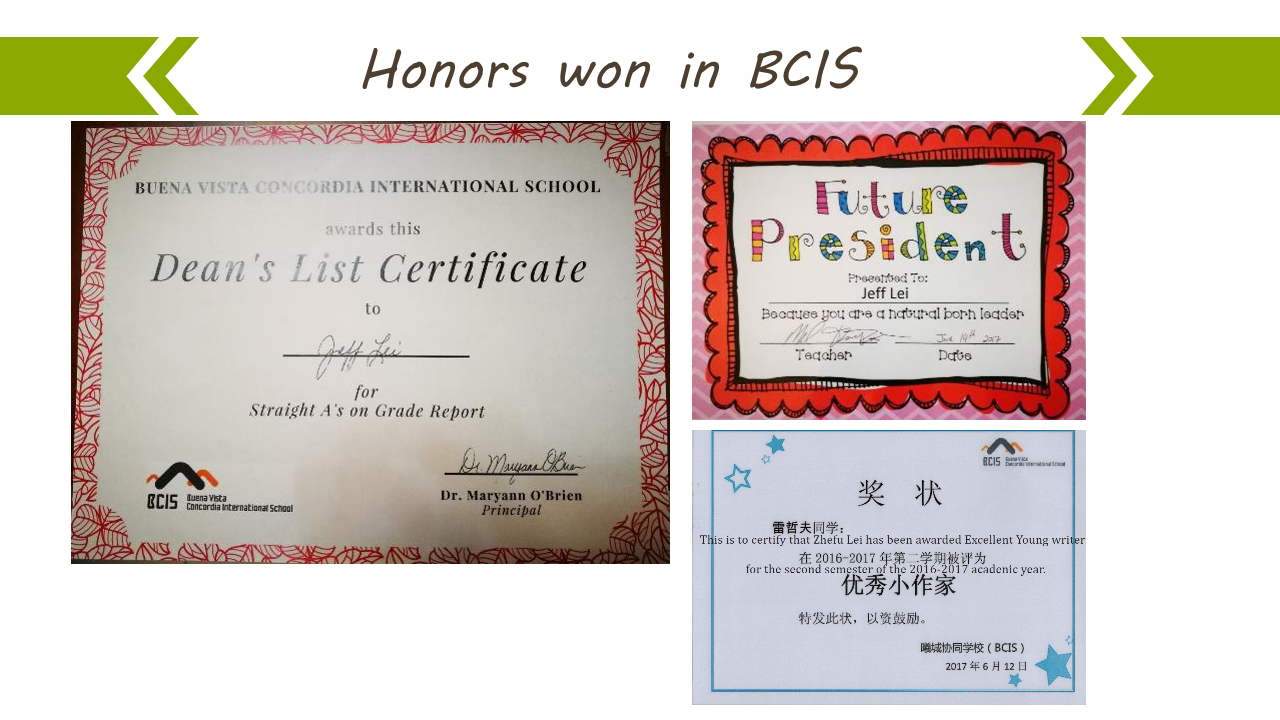 Honors won in BCIS
BUENA VISTA CONCORDIA INTERNATIONAL SCHOOL
awards this
Dean's List Certificate
to
Jeff Lei
for
Straight A's on Grade Report
Dr. Maryann O'Brien
Dr. Maryann O'Brien
Principal
BCIS
Buena Vista
Concordia International School
Future
President
Presented To:
Jeff Lei
Because you are a natural born leader
June 14th 2017
Teacher Date
BCIS
Buena Vista
Concordia International School
奖 状
雷哲夫同学:
This is to certify that Zhefu Lei has been awarded Excellent Young writer
在 2016-2017 年第二学期被评为
for the second semester of the 2016-2017 acadenic year.
优秀小作家
特发此状，以资鼓励。
曦城协同学校（BCIS）
2017 年 6 月 12 日